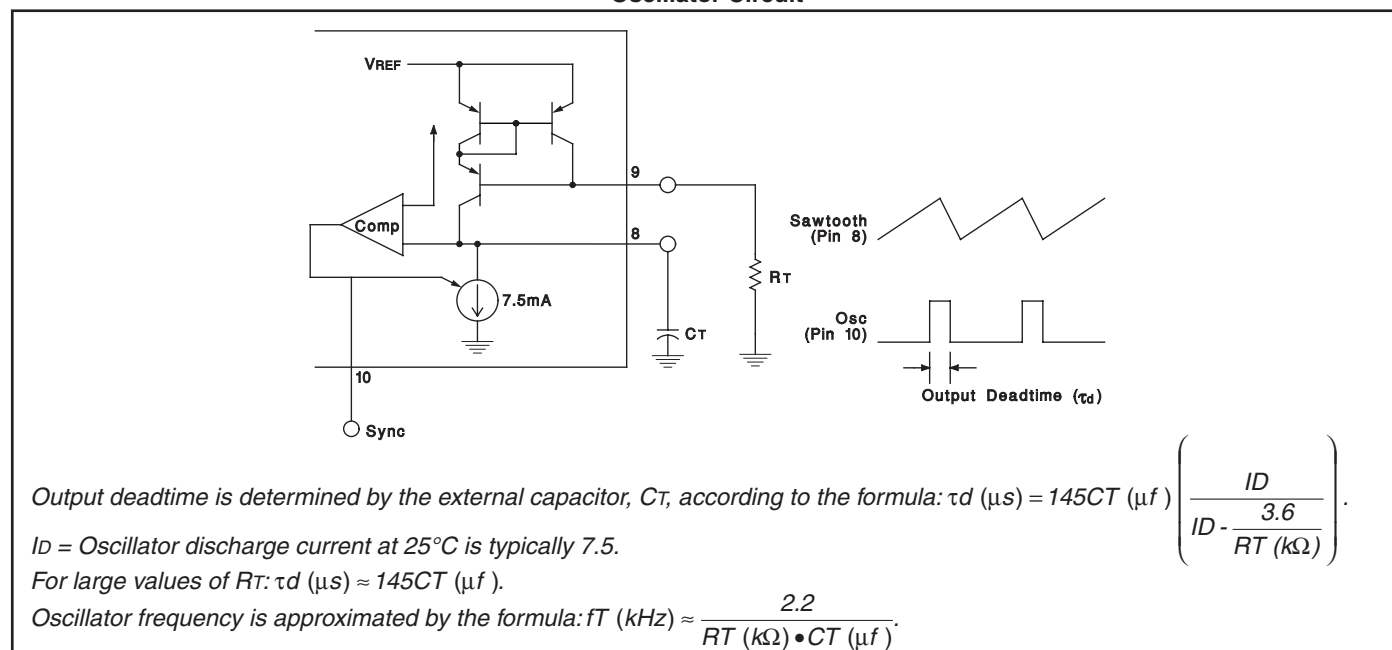 VREF
9
Comp
8
7.5mA
RT
CT
10
Sync
Sawtooth
(Pin 8)
Osc
(Pin 10)
Output Deadtime (τd)
Output deadtime is determined by the external capacitor, CT, according to the formula: τd (µs) = 145CT (µf) (ID / (ID - 3.6 / RT (kΩ))).
ID = Oscillator discharge current at 25°C is typically 7.5.
For large values of RT: τd (µs) ≈ 145CT (µf).
Oscillator frequency is approximated by the formula: fT (kHz) ≈ 2.2 / RT (kΩ) • CT (µf).